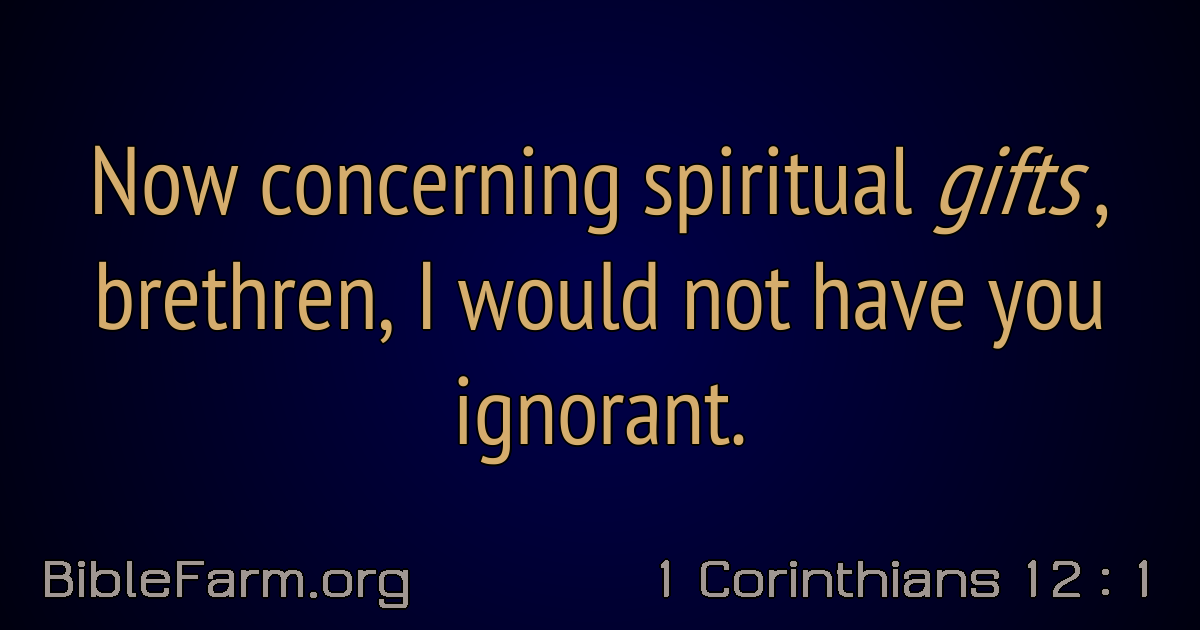 Now concerning spiritual gifts,
brethren, I would not have you
ignorant.
BibleFarm.org
1 Corinthians 12 : 1